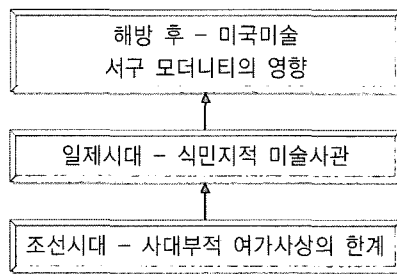 해방 후 – 미국미술
서구 모더니티의 영향
일제시대 – 식민지적 미술사관
조선시대 – 사대부적 여가사상의 한계